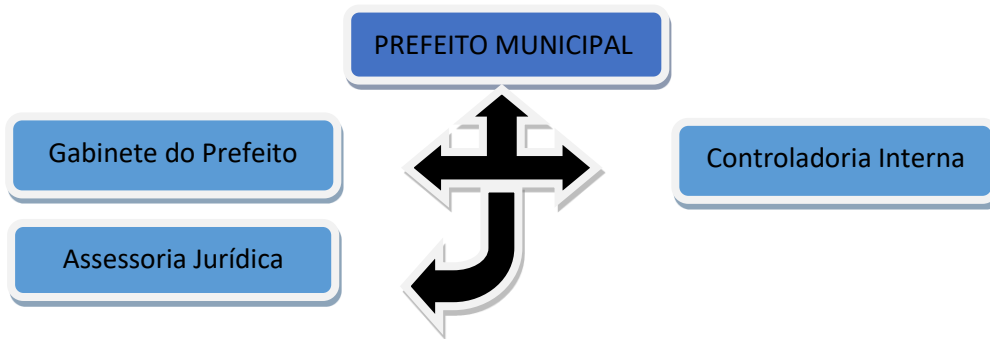 PREFEITO MUNICIPAL
Gabinete do Prefeito
Controladoria Interna
Assessoria Jurídica